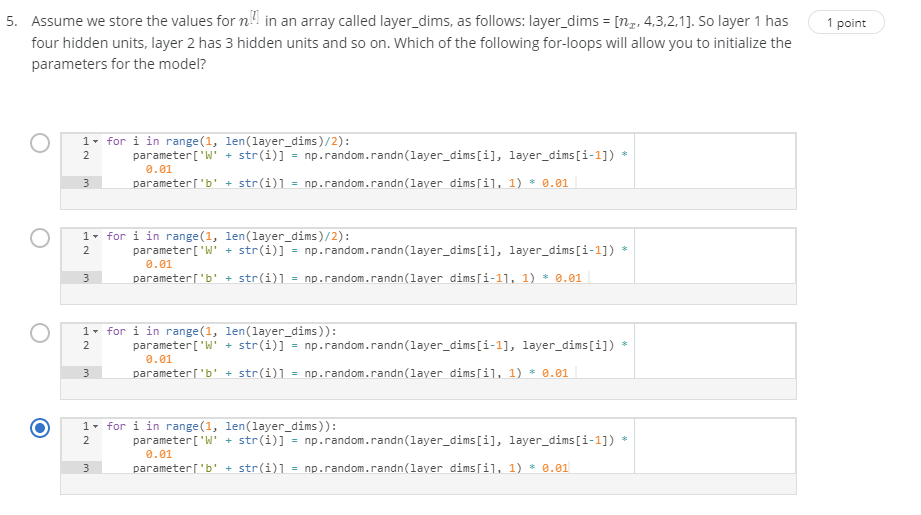 5. Assume we store the values for n^[l] in an array called layer_dims, as follows: layer_dims = [n_x, 4,3,2,1]. So layer 1 has
1 point
four hidden units, layer 2 has 3 hidden units and so on. Which of the following for-loops will allow you to initialize the
parameters for the model?
1 for i in range(1, len(layer_dims)/2):
2 parameter['W' + str(i)] = np.random.randn(layer_dims[i], layer_dims[i-1]) *
0.01
3 parameter['b' + str(i)] = np.random.randn(layer_dims[i], 1) * 0.01
1 for i in range(1, len(layer_dims)/2):
2 parameter['W' + str(i)] = np.random.randn(layer_dims[i], layer_dims[i-1]) *
0.01
3 parameter['b' + str(i)] = np.random.randn(layer_dims[i-1], 1) * 0.01
1 for i in range(1, len(layer_dims)):
2 parameter['W' + str(i)] = np.random.randn(layer_dims[i-1], layer_dims[i]) *
0.01
3 parameter['b' + str(i)] = np.random.randn(layer_dims[i], 1) * 0.01
1 for i in range(1, len(layer_dims)):
2 parameter['W' + str(i)] = np.random.randn(layer_dims[i], layer_dims[i-1]) *
0.01
3 parameter['b' + str(i)] = np.random.randn(layer_dims[i], 1) * 0.01